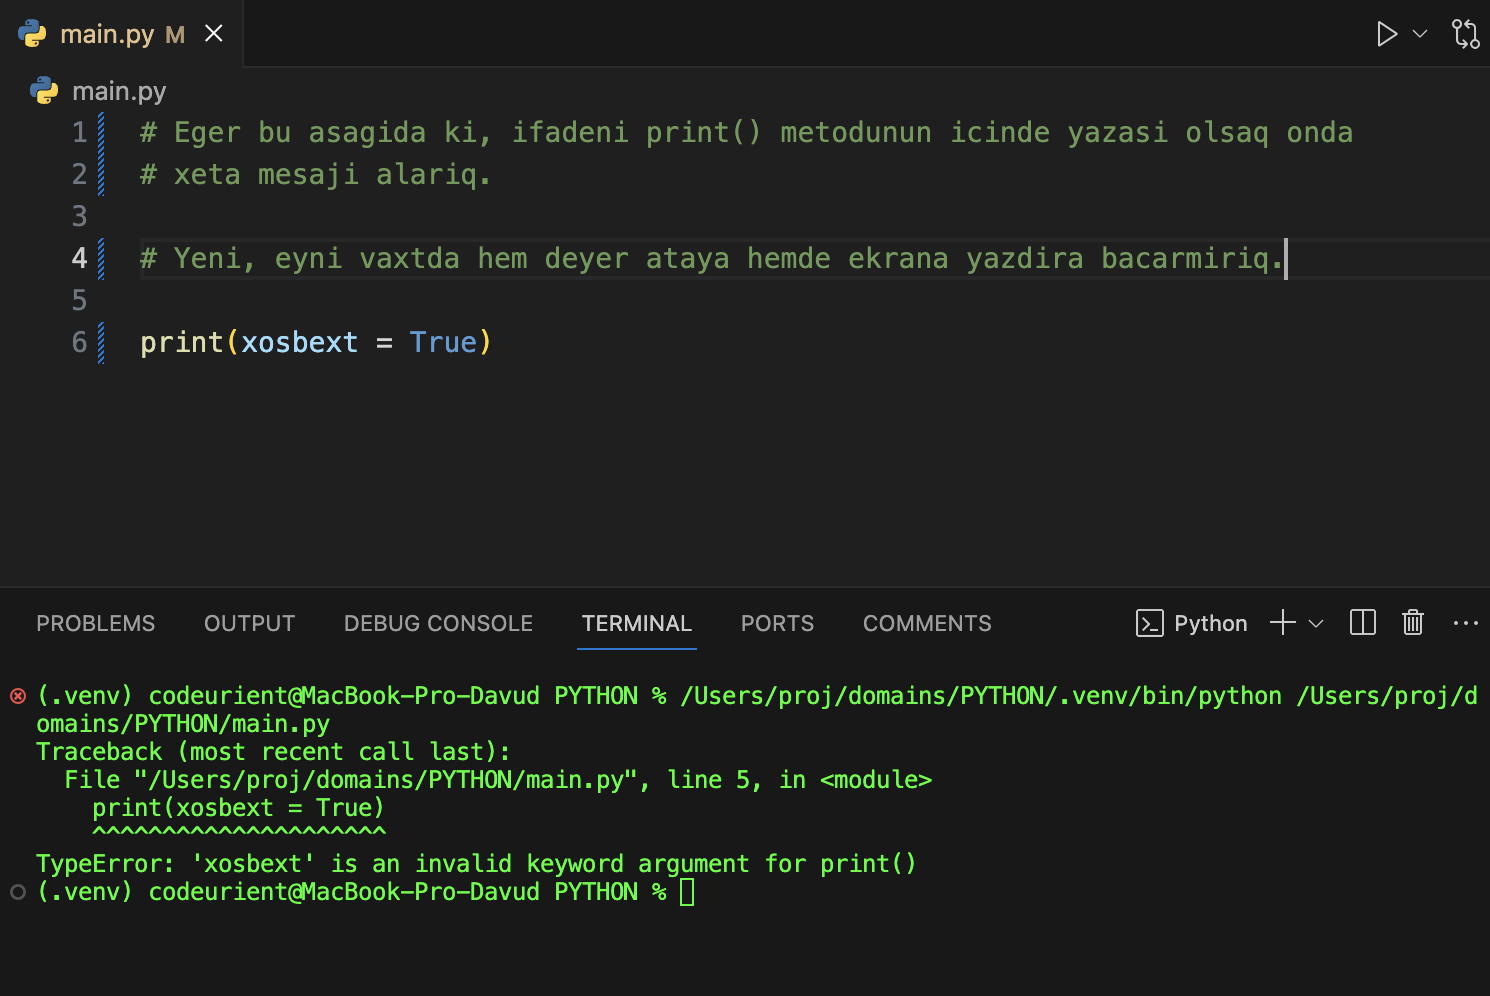 main.py M
main.py
1 # Eger bu asagida ki, ifadeni print() metodunun icinde yazasi olsaq onda
2 # xeta mesaji alariq.
3
4 # Yeni, eyni vaxtda hem deyer ataya hemde ekrana yazdira bacarmiriq.
5
6 print(xosbext = True)
PROBLEMS OUTPUT DEBUG CONSOLE TERMINAL PORTS COMMENTS Python
(.venv) codeurient@MacBook-Pro-Davud PYTHON % /Users/proj/domains/PYTHON/.venv/bin/python /Users/proj/d
omains/PYTHON/main.py
Traceback (most recent call last):
  File "/Users/proj/domains/PYTHON/main.py", line 5, in <module>
    print(xosbext = True)
    ^^^^^^^^^^^^^^^^^^^^^
TypeError: 'xosbext' is an invalid keyword argument for print()
(.venv) codeurient@MacBook-Pro-Davud PYTHON %